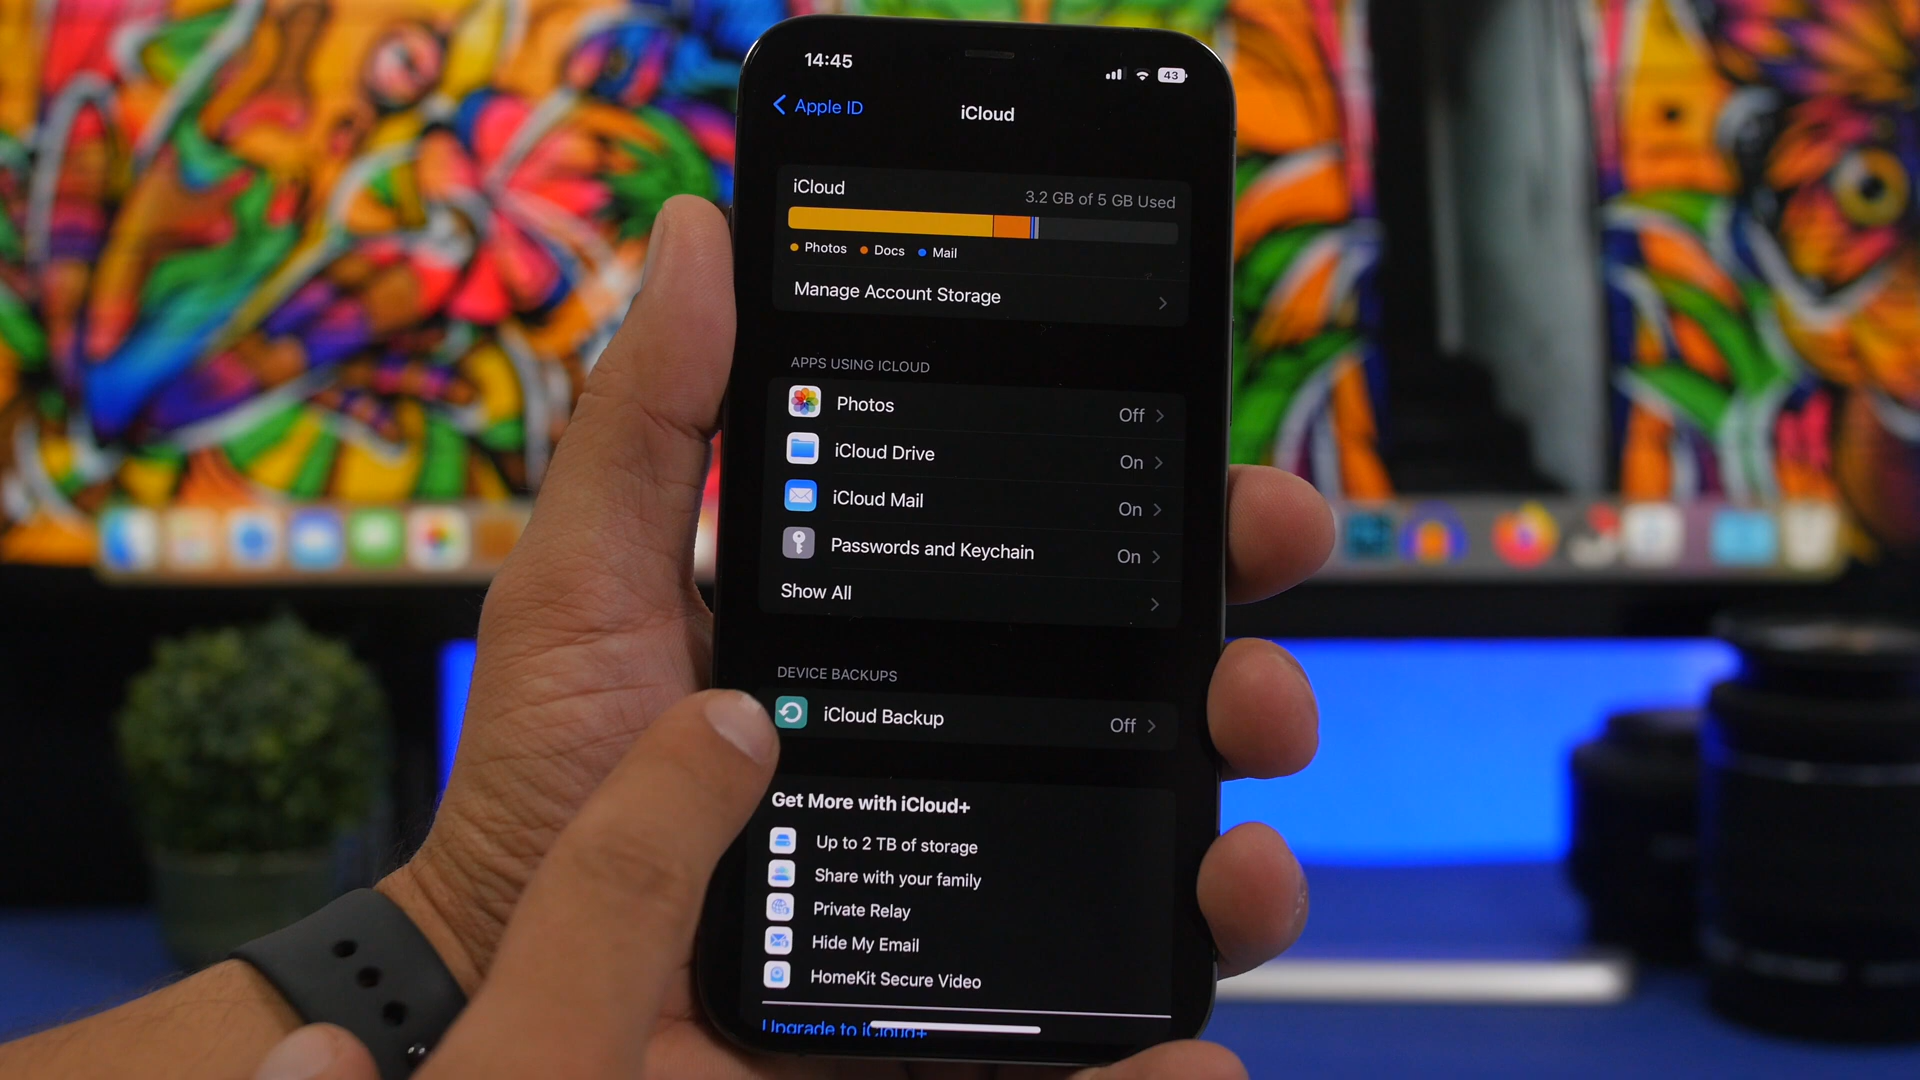 14:45
43
Apple ID
iCloud
iCloud
3.2 GB of 5 GB Used
Photos
Docs
Mail
Manage Account Storage
APPS USING ICLOUD
Photos
Off
iCloud Drive
On
iCloud Mail
On
Passwords and Keychain
On
Show All
DEVICE BACKUPS
iCloud Backup
Off
Get More with iCloud+
Up to 2 TB of storage
Share with your family
Private Relay
Hide My Email
HomeKit Secure Video
Upgrade to iCloud+